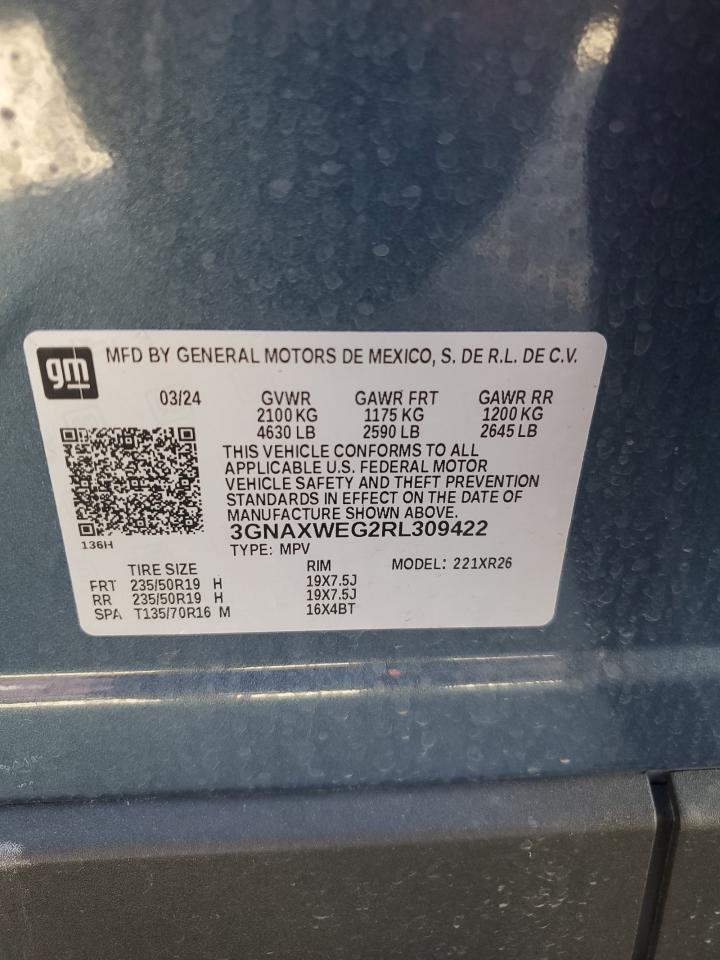 gm
MFD BY GENERAL MOTORS DE MEXICO, S. DE R.L. DE C.V.
03/24 GVWR GAWR FRT GAWR RR
2100 KG 1175 KG 1200 KG
4630 LB 2590 LB 2645 LB
THIS VEHICLE CONFORMS TO ALL
APPLICABLE U.S. FEDERAL MOTOR
VEHICLE SAFETY AND THEFT PREVENTION
STANDARDS IN EFFECT ON THE DATE OF
MANUFACTURE SHOWN ABOVE.
3GNAXWEG2RL309422
136H
TYPE: MPV
TIRE SIZE RIM MODEL: 221XR26
FRT 235/50R19 H 19X7.5J
RR 235/50R19 H 19X7.5J
SPA T135/70R16 M 16X4BT